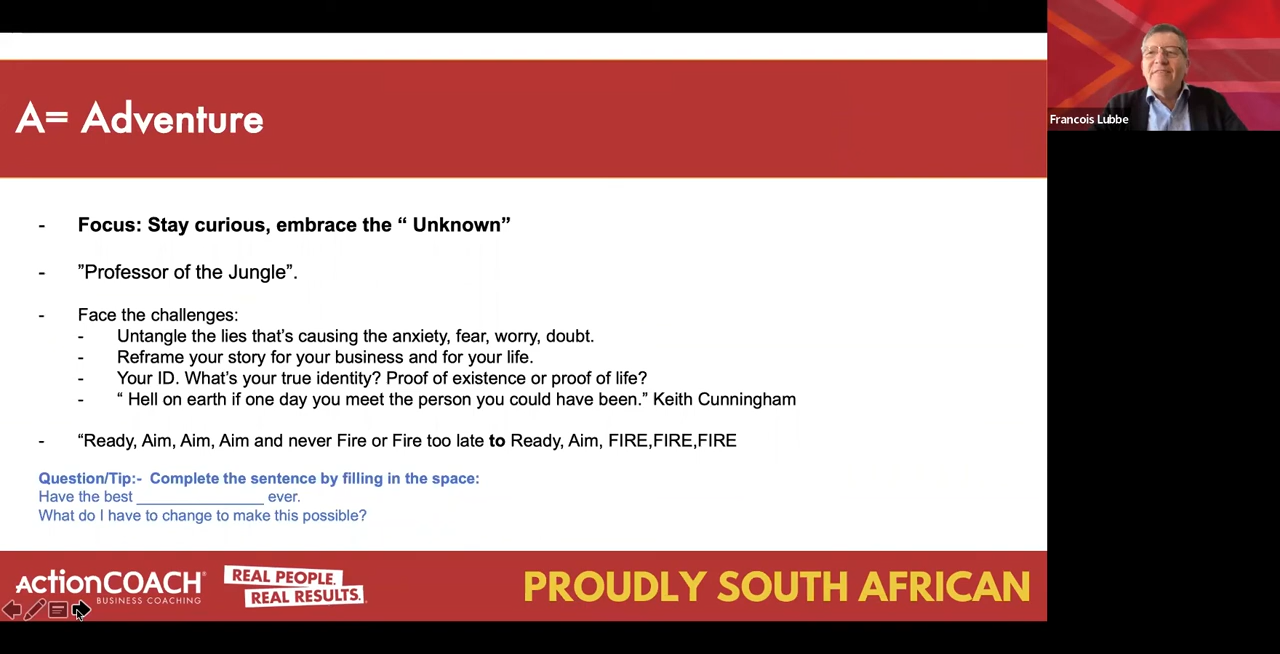 A= Adventure
Francois Lubbe
- Focus: Stay curious, embrace the “ Unknown”
- ”Professor of the Jungle”.
- Face the challenges:
- Untangle the lies that’s causing the anxiety, fear, worry, doubt.
- Reframe your story for your business and for your life.
- Your ID. What’s your true identity? Proof of existence or proof of life?
- “ Hell on earth if one day you meet the person you could have been.” Keith Cunningham
- “Ready, Aim, Aim, Aim and never Fire or Fire too late to Ready, Aim, FIRE,FIRE,FIRE
Question/Tip:- Complete the sentence by filling in the space:
Have the best _______________ ever.
What do I have to change to make this possible?
ActionCOACH®
BUSINESS COACHING
REAL PEOPLE.
REAL RESULTS.
PROUDLY SOUTH AFRICAN